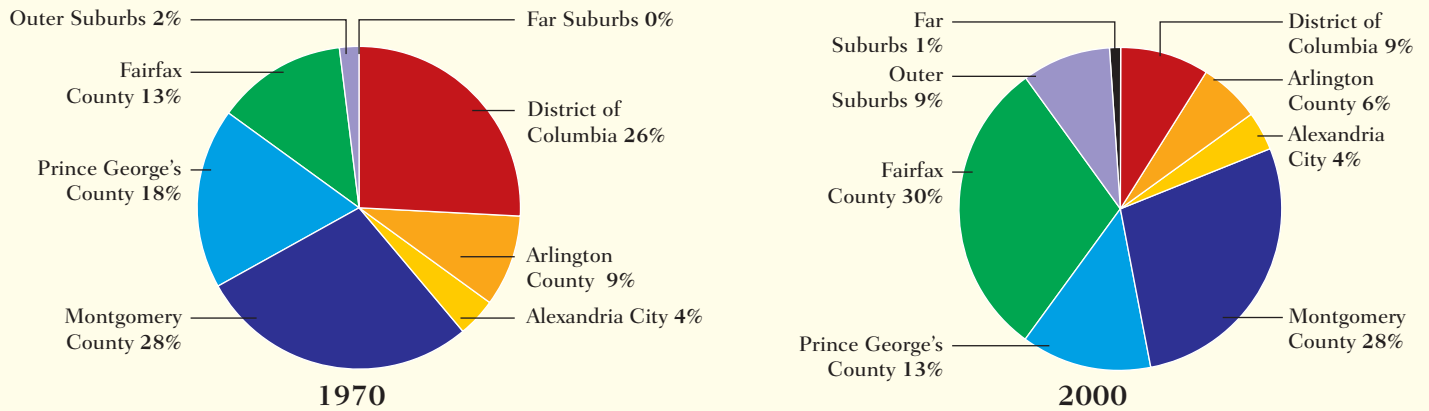 Outer Suburbs 2%
Far Suburbs 0%
Fairfax
County 13%
District of
Columbia 26%
Prince George's
County 18%
Arlington
County 9%
Montgomery
County 28%
Alexandria City 4%
1970
Far
Suburbs 1%
District of
Columbia 9%
Outer
Suburbs 9%
Arlington
County 6%
Alexandria
City 4%
Fairfax
County 30%
Montgomery
County 28%
Prince George's
County 13%
2000